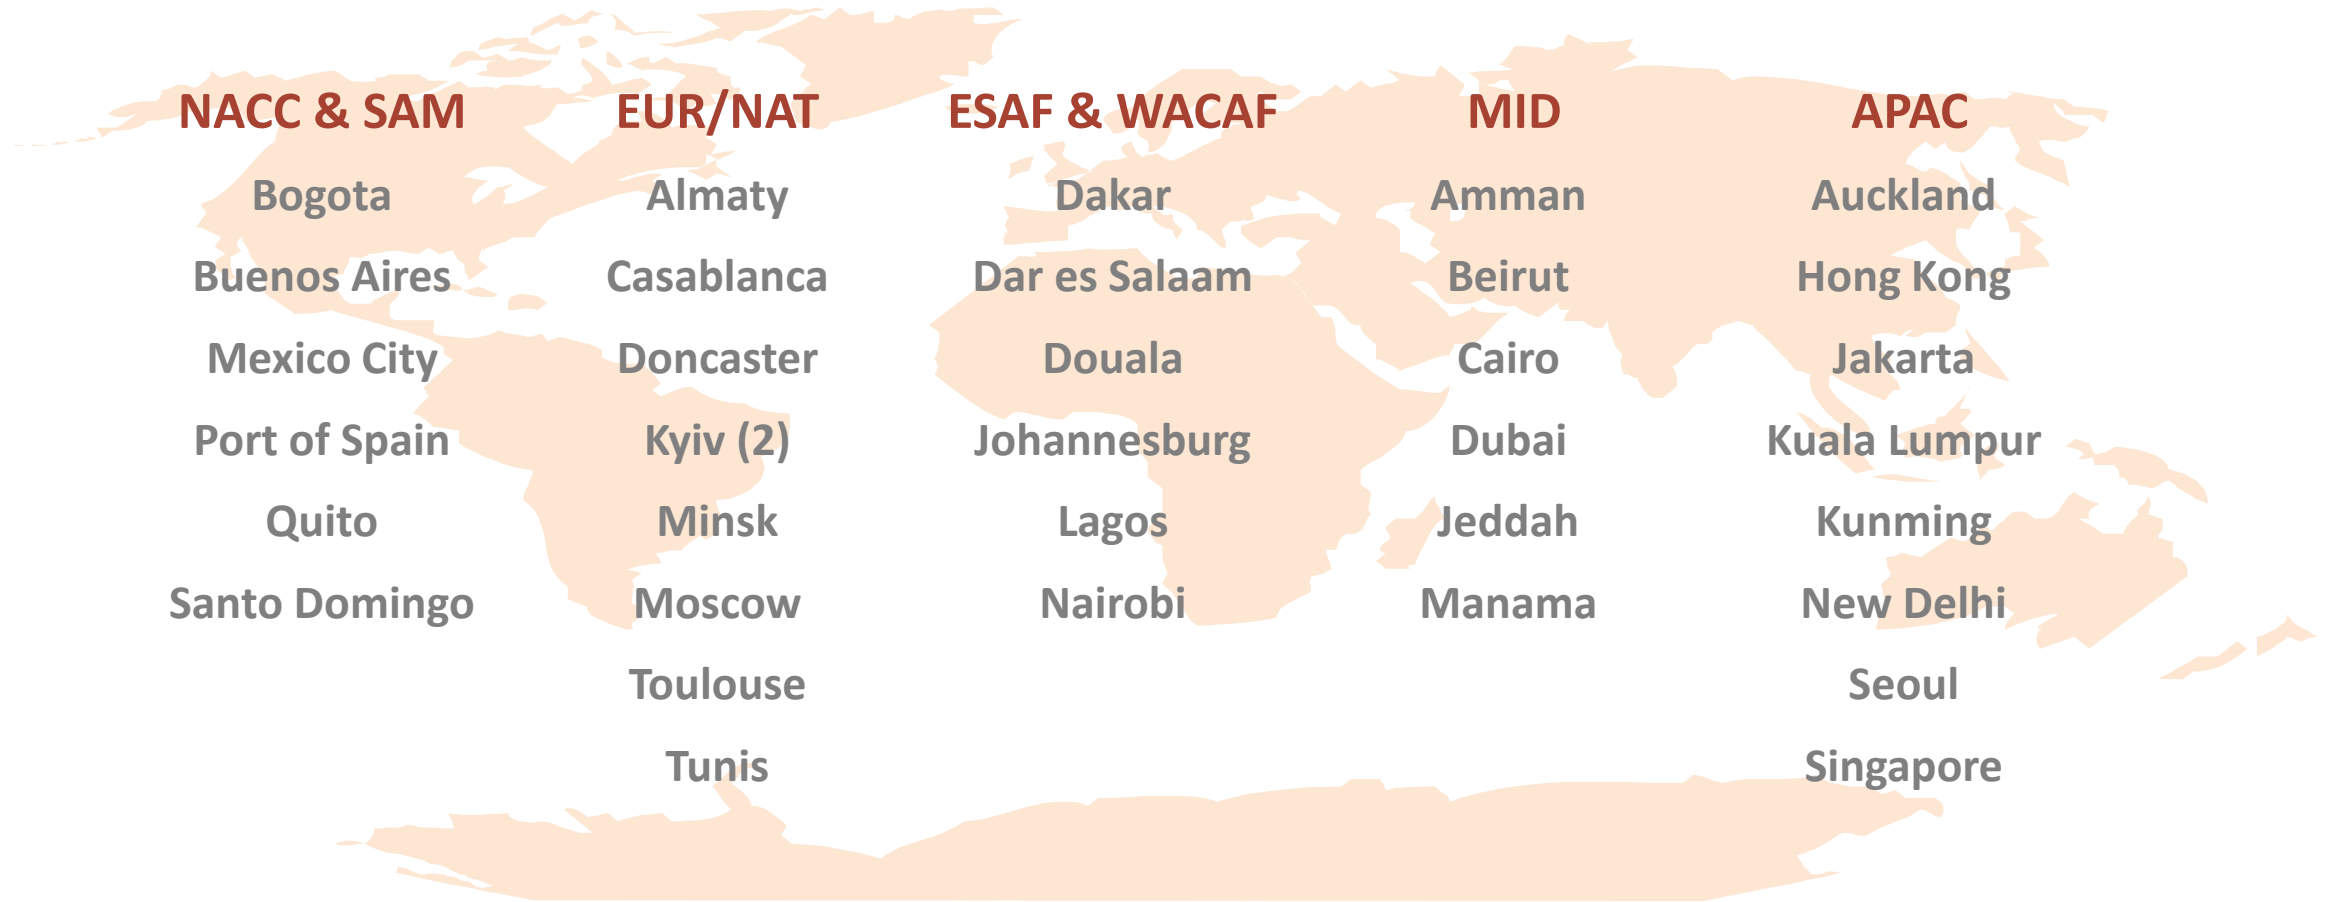 NACC & SAM
Bogota
Buenos Aires
Mexico City
Port of Spain
Quito
Santo Domingo
EUR/NAT
Almaty
Casablanca
Doncaster
Kyiv (2)
Minsk
Moscow
Toulouse
Tunis
ESAF & WACAF
Dakar
Dar es Salaam
Douala
Johannesburg
Lagos
Nairobi
MID
Amman
Beirut
Cairo
Dubai
Jeddah
Manama
APAC
Auckland
Hong Kong
Jakarta
Kuala Lumpur
Kunming
New Delhi
Seoul
Singapore